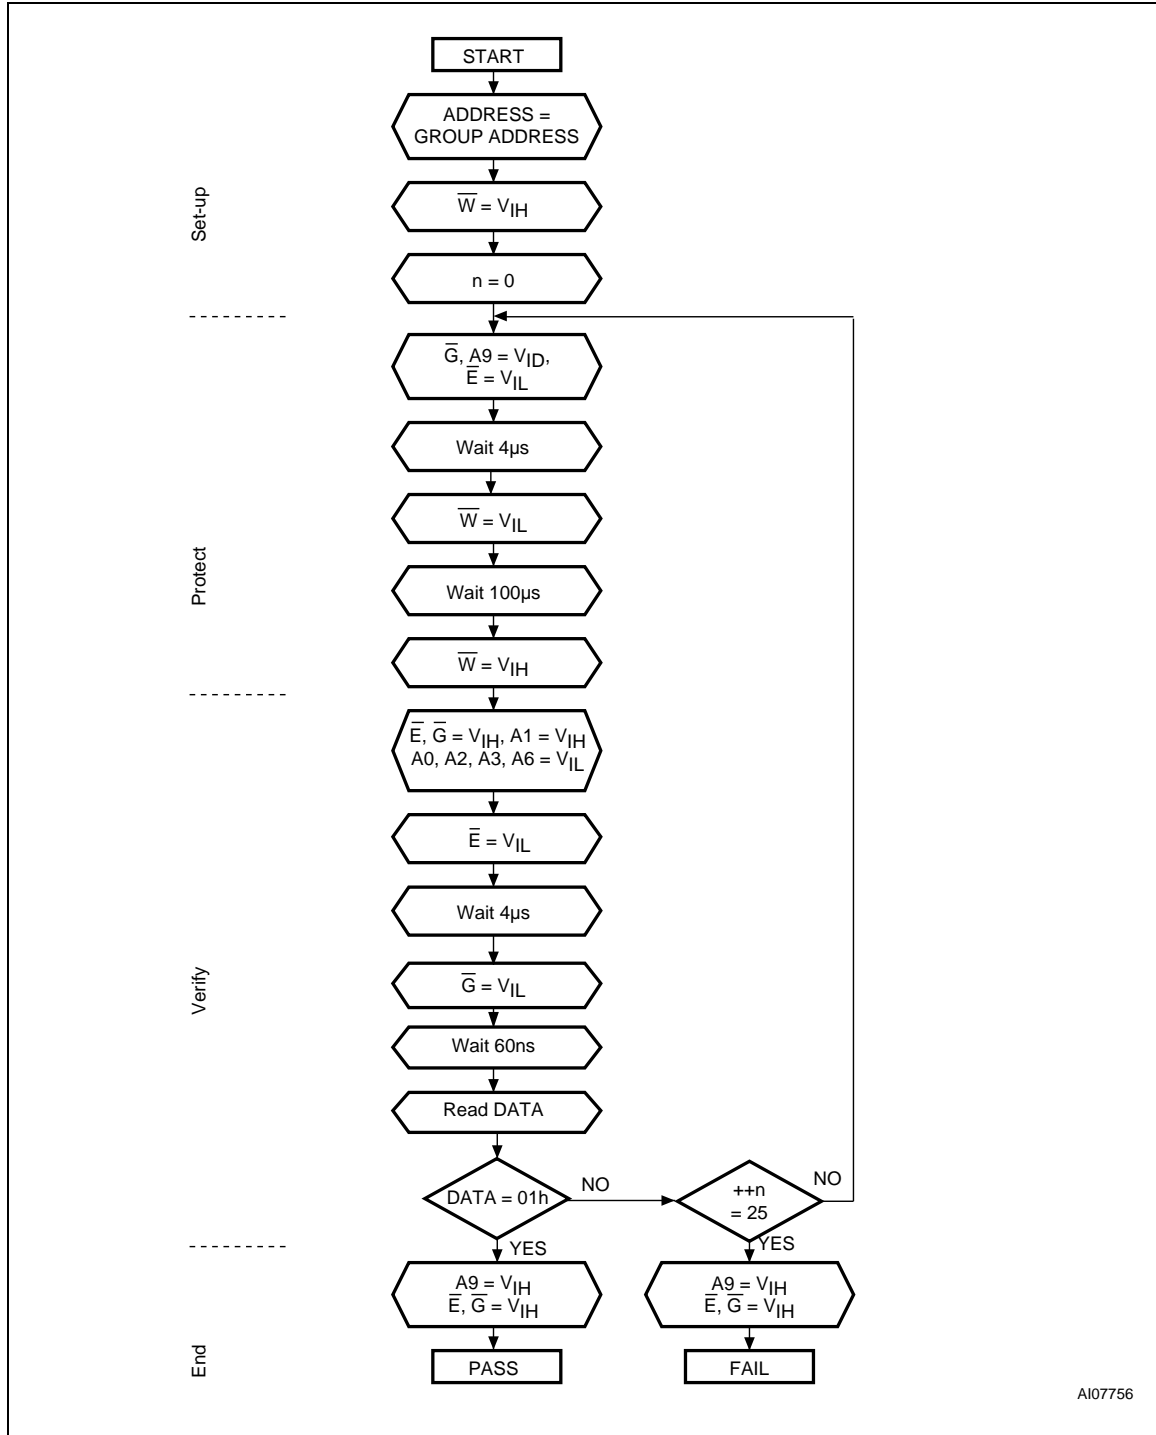 START
ADDRESS =
GROUP ADDRESS
Set-up
W̅ = VIH
n = 0
G̅, A9 = VID,
E̅ = VIL
Wait 4µs
W̅ = VIL
Protect
Wait 100µs
W̅ = VIH
E̅, G̅ = VIH, A1 = VIH
A0, A2, A3, A6 = VIL
E̅ = VIL
Wait 4µs
Verify
G̅ = VIL
Wait 60ns
Read DATA
DATA = 01h
NO
++n
= 25
NO
YES
YES
A9 = VIH
E̅, G̅ = VIH
A9 = VIH
E̅, G̅ = VIH
End
PASS
FAIL
AI07756